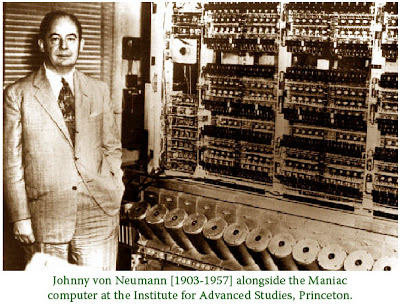 Johnny von Neumann [1903-1957] alongside the Maniac
computer at the Institute for Advanced Studies, Princeton.